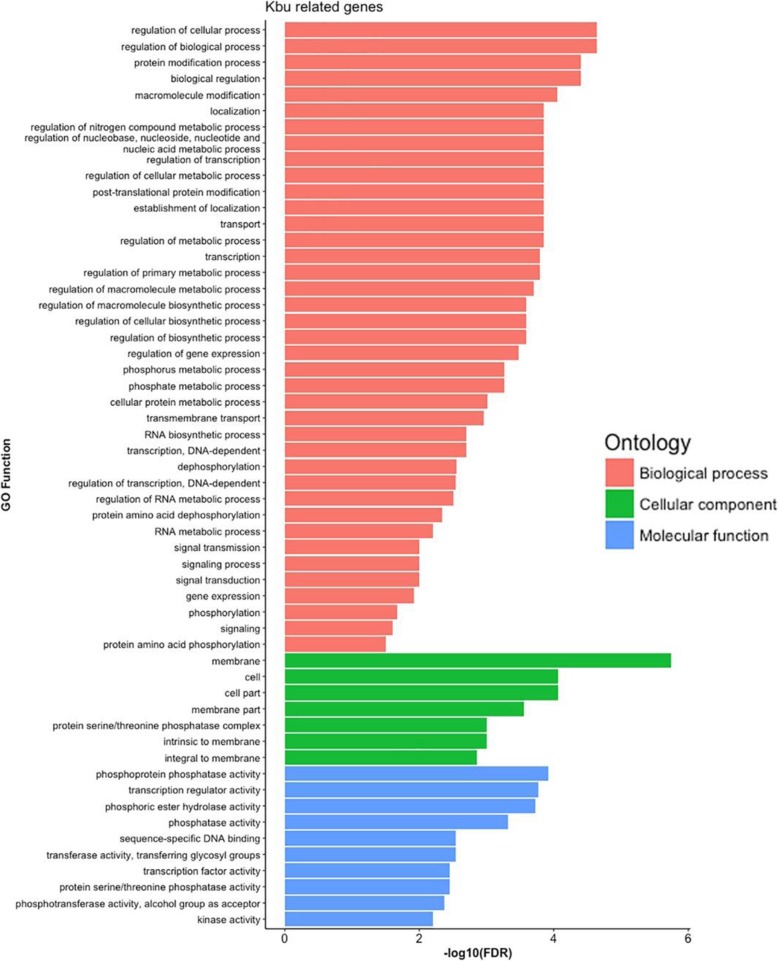 Kbu related genes
regulation of cellular process
regulation of biological process
protein modification process
biological regulation
macromolecule modification
localization
regulation of nitrogen compound metabolic process
regulation of nucleobase, nucleoside, nucleotide and
nucleic acid metabolic process
regulation of transcription
regulation of cellular metabolic process
post-translational protein modification
establishment of localization
transport
regulation of metabolic process
transcription
regulation of primary metabolic process
regulation of macromolecule metabolic process
regulation of macromolecule biosynthetic process
regulation of cellular biosynthetic process
regulation of biosynthetic process
regulation of gene expression
phosphorus metabolic process
phosphate metabolic process
cellular protein metabolic process
transmembrane transport
RNA biosynthetic process
transcription, DNA-dependent
dephosphorylation
regulation of transcription, DNA-dependent
regulation of RNA metabolic process
protein amino acid dephosphorylation
RNA metabolic process
signal transmission
signaling process
signal transduction
gene expression
phosphorylation
signaling
protein amino acid phosphorylation
membrane
cell
cell part
membrane part
protein serine/threonine phosphatase complex
intrinsic to membrane
integral to membrane
phosphoprotein phosphatase activity
transcription regulator activity
phosphoric ester hydrolase activity
phosphatase activity
sequence-specific DNA binding
transferase activity, transferring glycosyl groups
transcription factor activity
protein serine/threonine phosphatase activity
phosphotransferase activity, alcohol group as acceptor
kinase activity
GO Function
0 2 4 6
-log10(FDR)
Ontology
Biological process
Cellular component
Molecular function